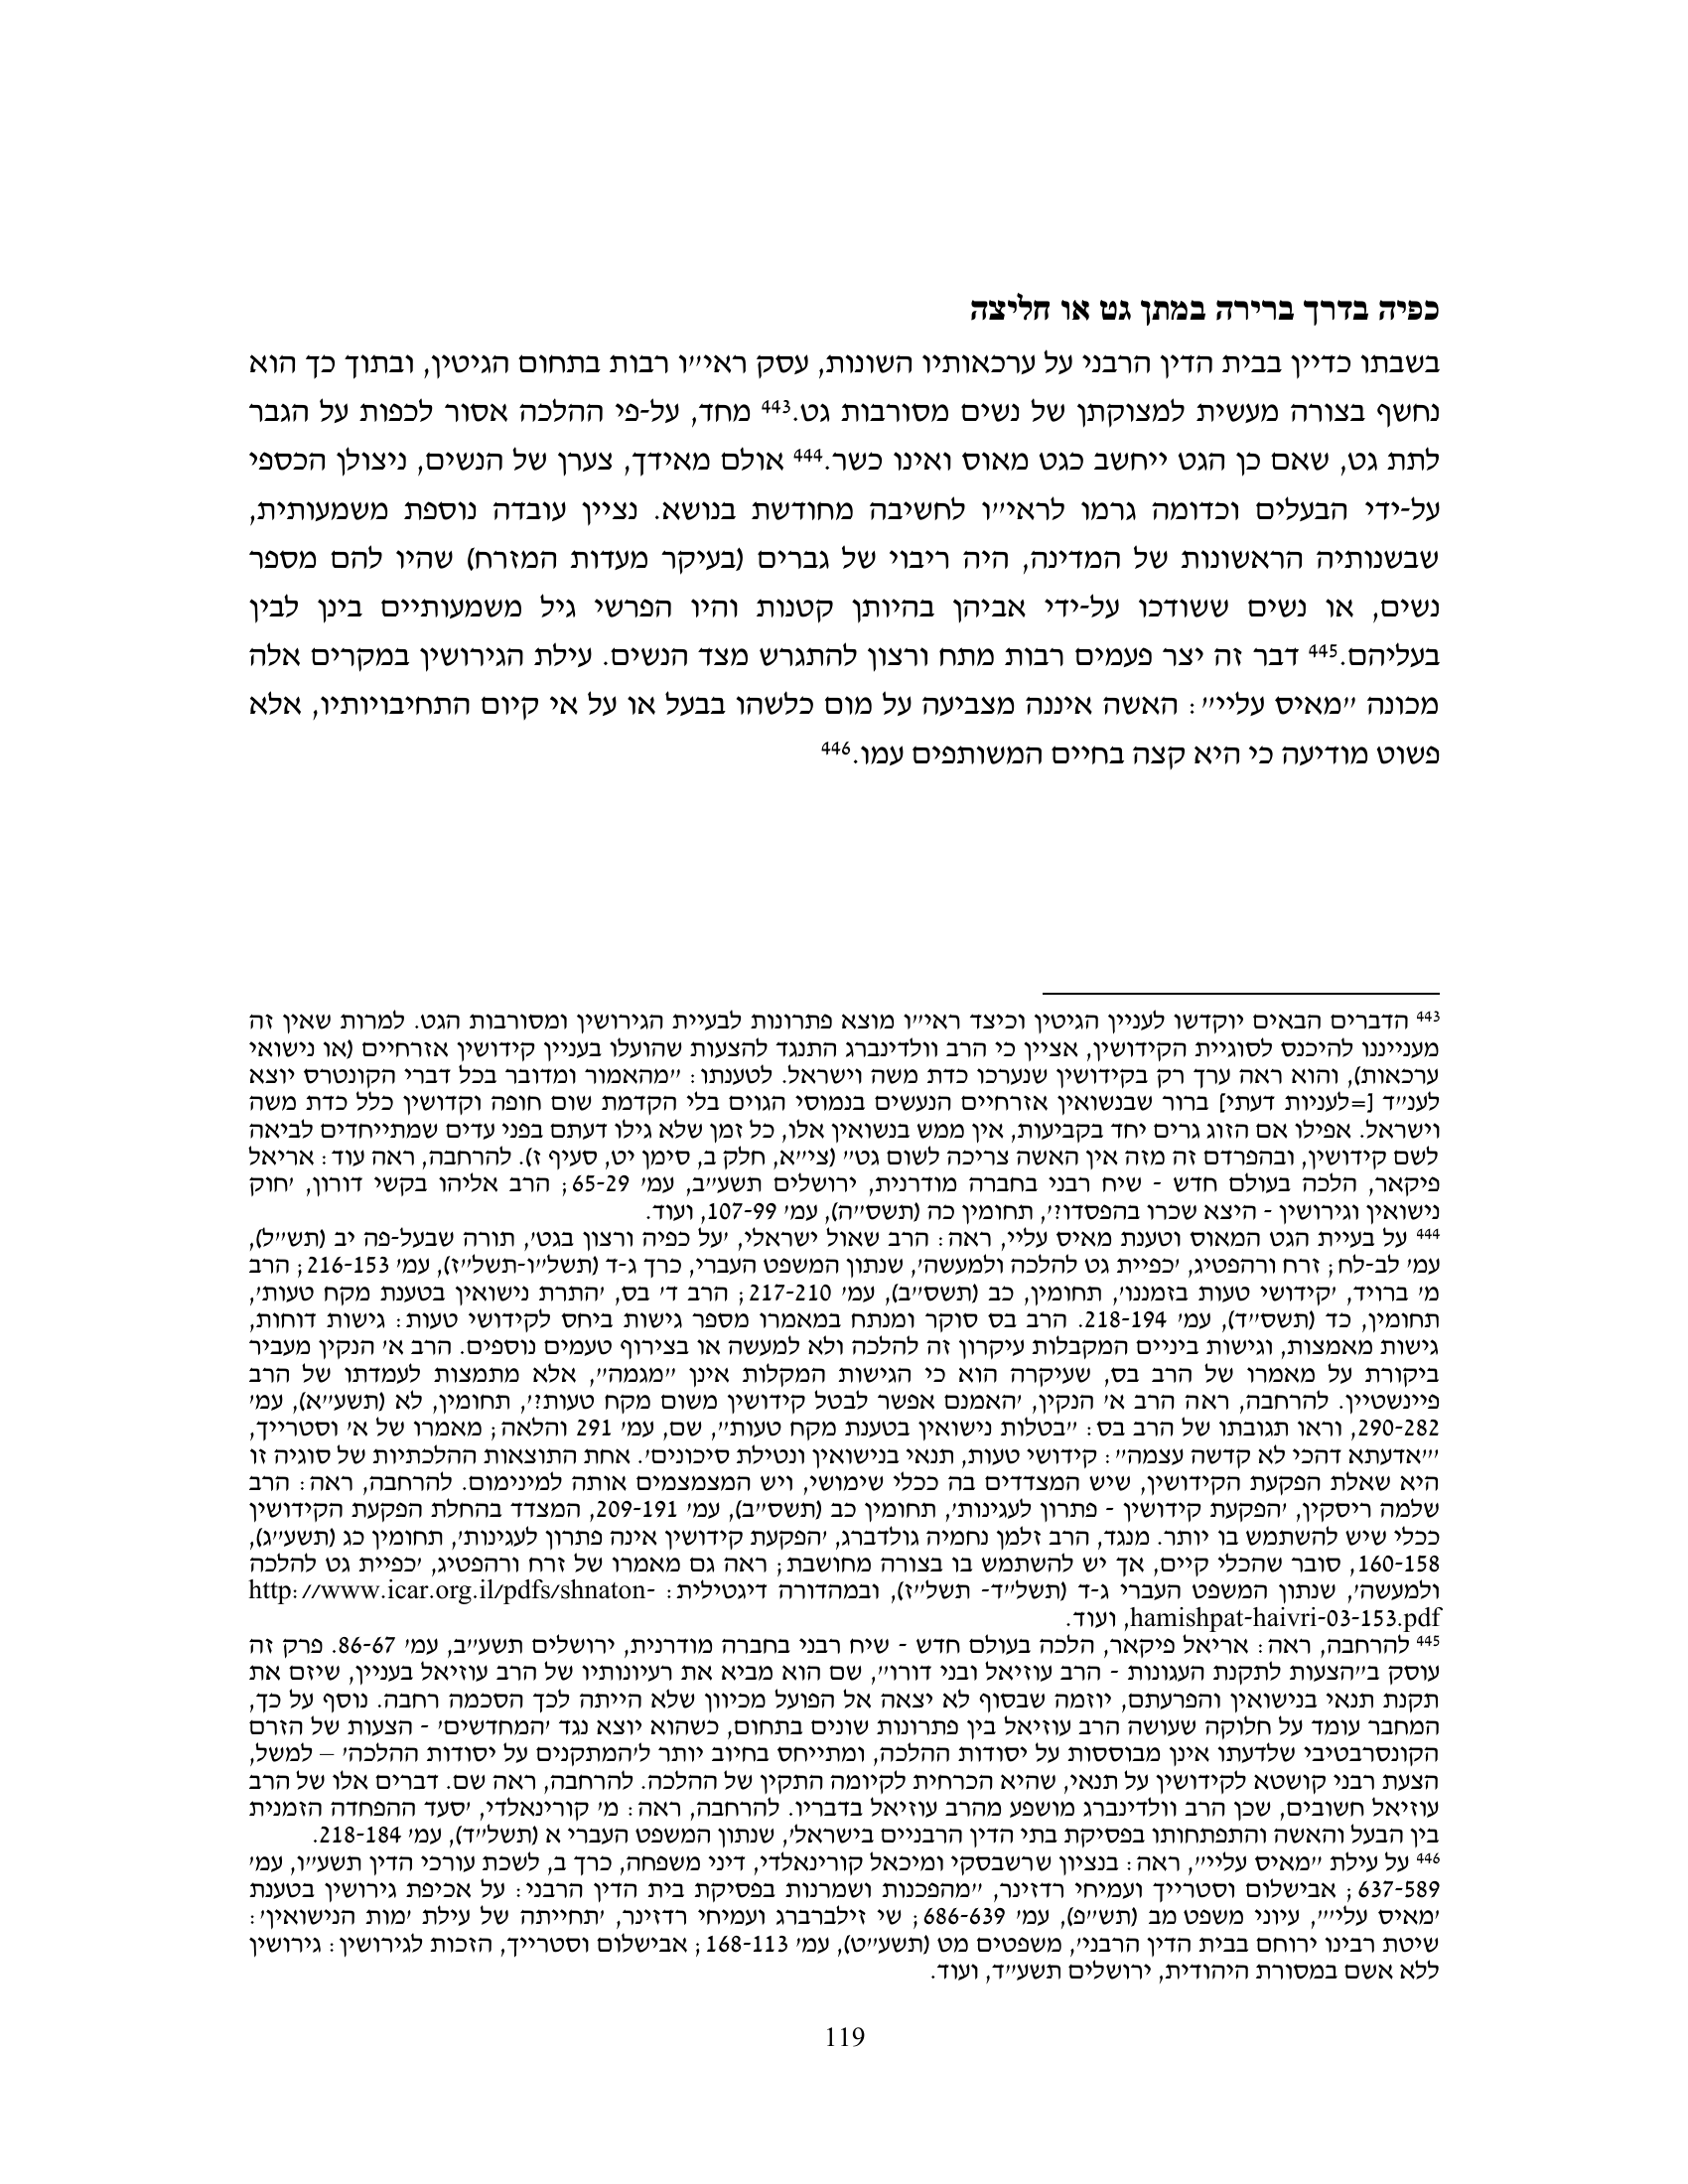 כפיה בדרך ברירה במתן גט או חליצה
בשבתו כדיין בבית הדין הרבני על ערכאותיו השונות, עסק ראי״ו רבות בתחום הגיטין, ובתוך כך הוא
נחשף בצורה מעשית למצוקתן של נשים מסורבות גט.443 מחד, על-פי ההלכה אסור לכפות על הגבר
לתת גט, שאם כן הגט ייחשב כגט מאוס ואינו כשר.444 אולם מאידך, צערן של הנשים, ניצולן הכספי
על-ידי הבעלים וכדומה גרמו לראי״ו לחשיבה מחודשת בנושא. נציין עובדה נוספת משמעותית,
שבשנותיה הראשונות של המדינה, היה ריבוי של גברים (בעיקר מעדות המזרח) שהיו להם מספר
נשים, או נשים ששודכו על-ידי אביהן בהיותן קטנות והיו הפרשי גיל משמעותיים בינן לבין
בעליהם.445 דבר זה יצר פעמים רבות מתח ורצון להתגרש מצד הנשים. עילת הגירושין במקרים אלה
מכונה ״מאיס עליי״: האשה איננה מצביעה על מום כלשהו בבעל או על אי קיום התחיבויותיו, אלא
פשוט מודיעה כי היא קצה בחיים המשותפים עמו.446
443 הדברים הבאים יוקדשו לעניין הגיטין וכיצד ראי״ו מוצא פתרונות לבעיית הגירושין ומסורבות הגט. למרות שאין זה
מענייננו להיכנס לסוגיית הקידושין, אציין כי הרב וולדינברג התנגד להצעות שהועלו בעניין קידושין אזרחיים (או נישואי
ערכאות), והוא ראה ערך רק בקידושין שנערכו כדת משה וישראל. לטענתו: ״מהאמור ומדובר בכל דברי הקונטרס יוצא
לענ״ד [=לעניות דעתי] ברור שבנשואין אזרחיים הנעשים בנמוסי הגוים בלי הקדמת שום חופה וקדושין כלל כדת משה
וישראל. אפילו אם הזוג גרים יחד בקביעות, אין ממש בנשואין אלו, כל זמן שלא גילו דעתם בפני עדים שמתייחדים לביאה
לשם קידושין, ובהפרדם זה מזה אין האשה צריכה לשום גט״ (צי״א, חלק ב, סימן יט, סעיף ז). להרחבה, ראה עוד: אריאל
פיקאר, הלכה בעולם חדש - שיח רבני בחברה מודרנית, ירושלים תשע״ב, עמ׳ 65-29; הרב אליהו בקשי דורון, ׳חוק
נישואין וגירושין - היצא שכרו בהפסדו?׳, תחומין כה (תשס״ה), עמ׳ 107-99, ועוד.
444 על בעיית הגט המאוס וטענת מאיס עליי, ראה: הרב שאול ישראלי, ׳על כפיה ורצון בגט׳, תורה שבעל-פה יב (תש״ל),
עמ׳ לב-לח; זרח ורהפטיג, ׳כפיית גט להלכה ולמעשה׳, שנתון המשפט העברי, כרך ג-ד (תשל״ו-תשל״ז), עמ׳ 216-153; הרב
מ׳ ברויד, ׳קידושי טעות בזמננו׳, תחומין, כב (תשס״ב), עמ׳ 217-210; הרב ד׳ בס, ׳התרת נישואין בטענת מקח טעות׳,
תחומין, כד (תשס״ד), עמ׳ 218-194. הרב בס סוקר ומנתח במאמרו מספר גישות ביחס לקידושי טעות: גישות דוחות,
גישות מאמצות, וגישות ביניים המקבלות עיקרון זה להלכה ולא למעשה או בצירוף טעמים נוספים. הרב א׳ הנקין מעביר
ביקורת על מאמרו של הרב בס, שעיקרה הוא כי הגישות המקלות אינן ״מגמה״, אלא מתמצות לעמדתו של הרב
פיינשטיין. להרחבה, ראה הרב א׳ הנקין, ׳האמנם אפשר לבטל קידושין משום מקח טעות?׳, תחומין, לא (תשע״א), עמ׳
290-282, וראו תגובתו של הרב בס: ״בטלות נישואין בטענת מקח טעות״, שם, עמ׳ 291 והלאה; מאמרו של א׳ וסטרייך,
׳״אדעתא דהכי לא קדשה עצמה״: קידושי טעות, תנאי בנישואין ונטילת סיכונים׳. אחת התוצאות ההלכתיות של סוגיה זו
היא שאלת הפקעת הקידושין, שיש המצדדים בה ככלי שימושי, ויש המצמצמים אותה למינימום. להרחבה, ראה: הרב
שלמה ריסקין, ׳הפקעת קידושין - פתרון לעגינות׳, תחומין כב (תשס״ב), עמ׳ 209-191, המצדד בהחלת הפקעת הקידושין
ככלי שיש להשתמש בו יותר. מנגד, הרב זלמן נחמיה גולדברג, ׳הפקעת קידושין אינה פתרון לעגינות׳, תחומין כג (תשע״ג),
160-158, סובר שהכלי קיים, אך יש להשתמש בו בצורה מחושבת; ראה גם מאמרו של זרח ורהפטיג, ׳כפיית גט להלכה
ולמעשה׳, שנתון המשפט העברי ג-ד (תשל״ד- תשל״ז), ובמהדורה דיגטילית: http://www.icar.org.il/pdfs/shnaton-
hamishpat-haivri-03-153.pdf, ועוד.
445 להרחבה, ראה: אריאל פיקאר, הלכה בעולם חדש - שיח רבני בחברה מודרנית, ירושלים תשע״ב, עמ׳ 86-67. פרק זה
עוסק ב״הצעות לתקנת העגונות - הרב עוזיאל ובני דורו״, שם הוא מביא את רעיונותיו של הרב עוזיאל בעניין, שיזם את
תקנת תנאי בנישואין והפרעתם, יוזמה שבסוף לא יצאה אל הפועל מכיוון שלא הייתה לכך הסכמה רחבה. נוסף על כך,
המחבר עומד על חלוקה שעושה הרב עוזיאל בין פתרונות שונים בתחום, כשהוא יוצא נגד ׳המחדשים׳ - הצעות של הזרם
הקונסרבטיבי שלדעתו אינן מבוססות על יסודות ההלכה, ומתייחס בחיוב יותר ל׳המתקנים על יסודות ההלכה׳ – למשל,
הצעת רבני קושטא לקידושין על תנאי, שהיא הכרחית לקיומה התקין של ההלכה. להרחבה, ראה שם. דברים אלו של הרב
עוזיאל חשובים, שכן הרב וולדינברג מושפע מהרב עוזיאל בדבריו. להרחבה, ראה: מ׳ קורינאלדי, ׳סעד ההפחדה הזמנית
בין הבעל והאשה והתפתחותו בפסיקת בתי הדין הרבניים בישראל׳, שנתון המשפט העברי א (תשל״ד), עמ׳ 218-184.
446 על עילת ״מאיס עליי״, ראה: בנציון שרשבסקי ומיכאל קורינאלדי, דיני משפחה, כרך ב, לשכת עורכי הדין תשע״ו, עמ׳
637-589; אבישלום וסטרייך ועמיחי רדזינר, ״מהפכנות ושמרנות בפסיקת בית הדין הרבני: על אכיפת גירושין בטענת
׳מאיס עלי׳״, עיוני משפט מב (תש״פ), עמ׳ 686-639; שי זילברברג ועמיחי רדזינר, ׳תחייתה של עילת ׳מות הנישואין׳:
שיטת רבינו ירוחם בבית הדין הרבני׳, משפטים מט (תשע״ט), עמ׳ 168-113; אבישלום וסטרייך, הזכות לגירושין: גירושין
ללא אשם במסורת היהודית, ירושלים תשע״ד, ועוד.
119